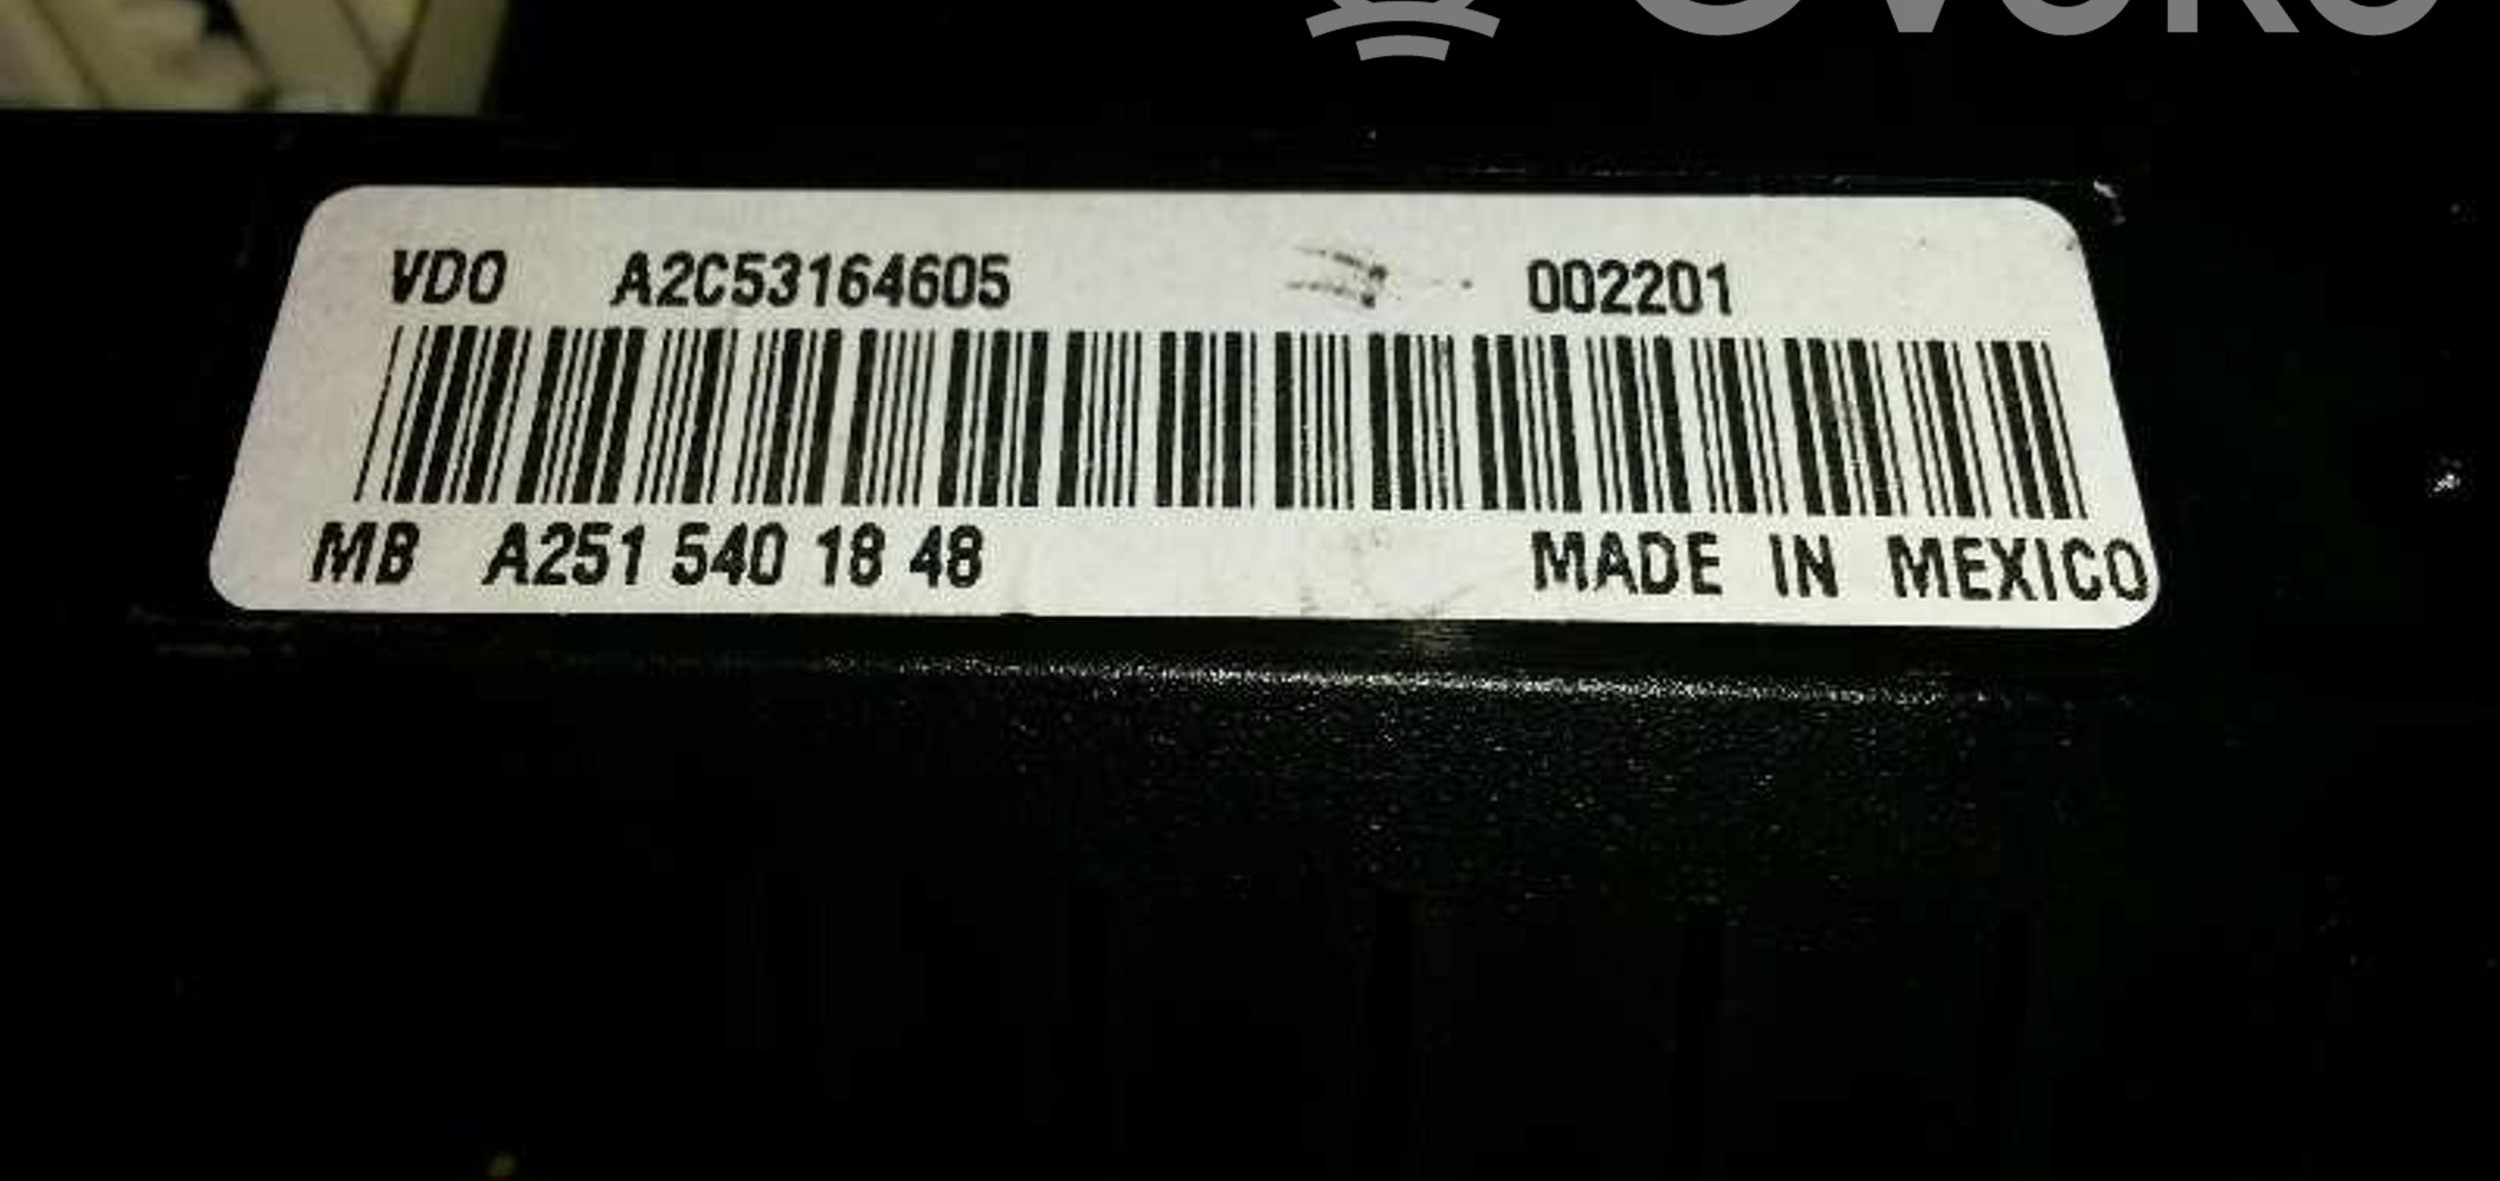 VDO A2C53164605 002201
MB A251 540 18 48 MADE IN MEXICO